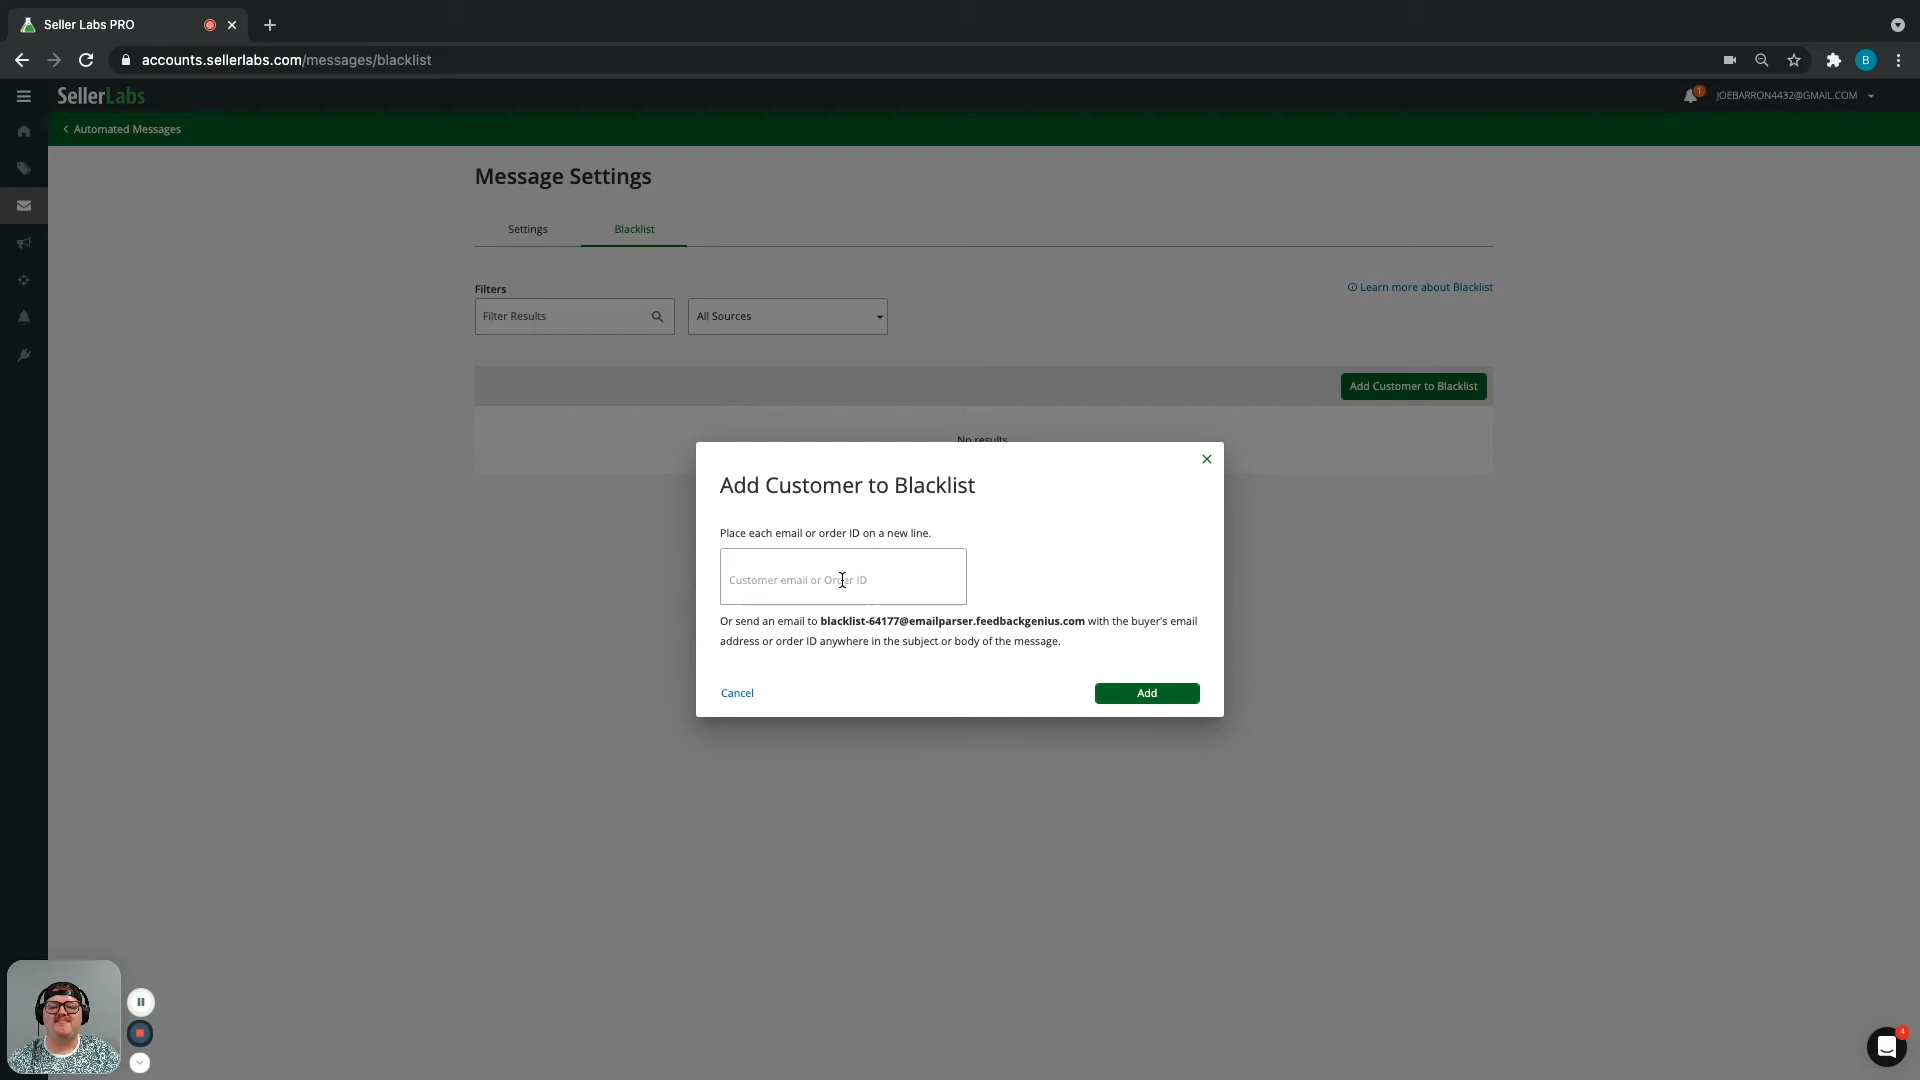 Seller Labs PRO
accounts.sellerlabs.com/messages/blacklist
B
SellerLabs
1
JOEBARRON4432@GMAIL.COM
Automated Messages
Message Settings
Settings
Blacklist
Filters
Learn more about Blacklist
Filter Results
All Sources
Add Customer to Blacklist
No results
Add Customer to Blacklist
Place each email or order ID on a new line.
Customer email or Order ID
Or send an email to blacklist-64177@emailparser.feedbackgenius.com with the buyer's email
address or order ID anywhere in the subject or body of the message.
Cancel
Add
4